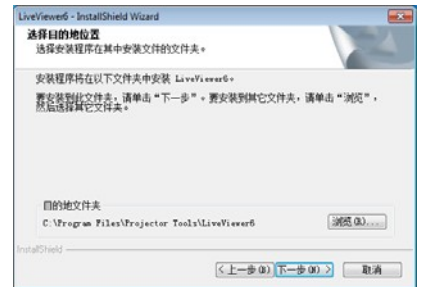 LiveViewer6 - InstallShield Wizard
选择目的地位置
选择安装程序在其中安装文件的文件夹。
安装程序将在以下文件夹中安装 LiveViewer6。
要安装到此文件夹，请单击“下一步”。要安装到其它文件夹，请单击“浏览”，
然后选择其它文件夹。
目的地文件夹
C:\Program Files\Projector Tools\LiveViewer6
浏览(R)...
InstallShield
<上一步(B) 下一步(N) > 取消